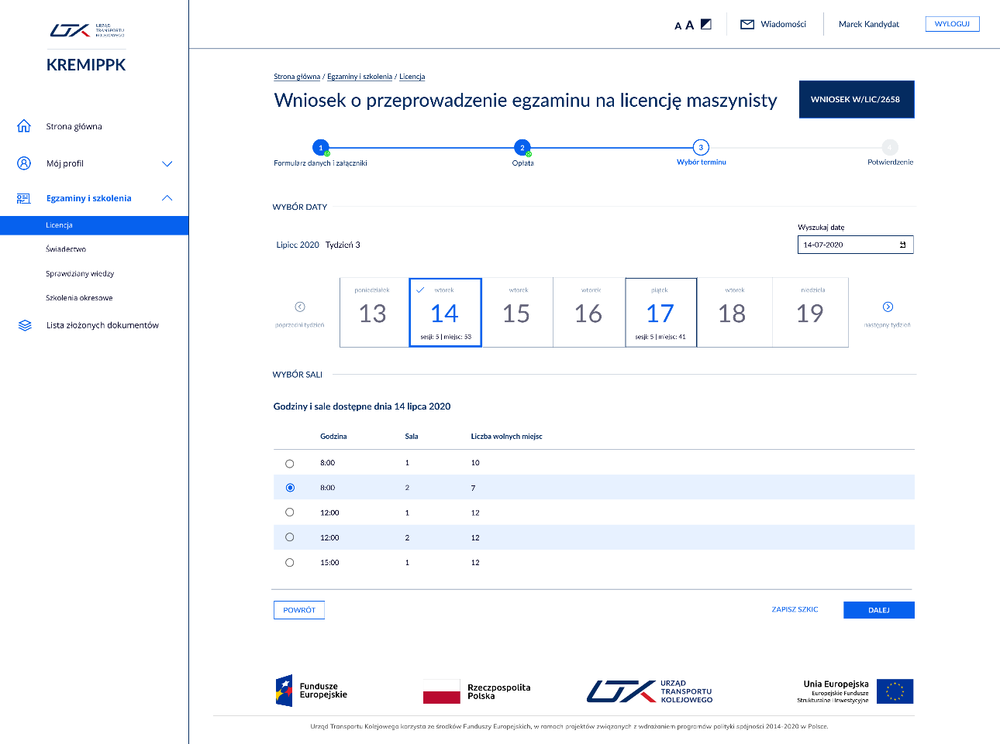 URZĄD
TRANSPORTU
KOLEJOWEGO
KREMIPPK
Strona główna
Mój profil
Egzaminy i szkolenia
Licencja
Świadectwo
Sprawdziany wiedzy
Szkolenia okresowe
Lista złożonych dokumentów
A A
Wiadomości
Marek Kandydat
WYLOGUJ
Strona główna / Egzaminy i szkolenia / Licencja
Wniosek o przeprowadzenie egzaminu na licencję maszynisty
WNIOSEK W/LIC/2658
1 2 3 4
Formularz danych i załączniki Opłata Wybór terminu Potwierdzenie
WYBÓR DATY
Wyszukaj datę
Lipiec 2020 Tydzień 3
14-07-2020
poniedziałek wtorek wtorek wtorek piątek wtorek niedziela
13 14 15 16 17 18 19
poprzedni tydzień
następny tydzień
sesji: 5 | miejsc: 53
sesji: 5 | miejsc: 41
WYBÓR SALI
Godziny i sale dostępne dnia 14 lipca 2020
Godzina Sala Liczba wolnych miejsc
8:00 1 10
8:00 2 7
12:00 1 12
12:00 2 12
15:00 1 12
POWRÓT
ZAPISZ SZKIC
DALEJ
Fundusze
Europejskie
Rzeczpospolita
Polska
URZĄD
TRANSPORTU
KOLEJOWEGO
Unia Europejska
Europejskie Fundusze
Strukturalne i Inwestycyjne
Urząd Transportu Kolejowego korzysta ze środków Funduszy Europejskich, w ramach projektów związanych z wdrażaniem programów polityki spójności 2014-2020 w Polsce.